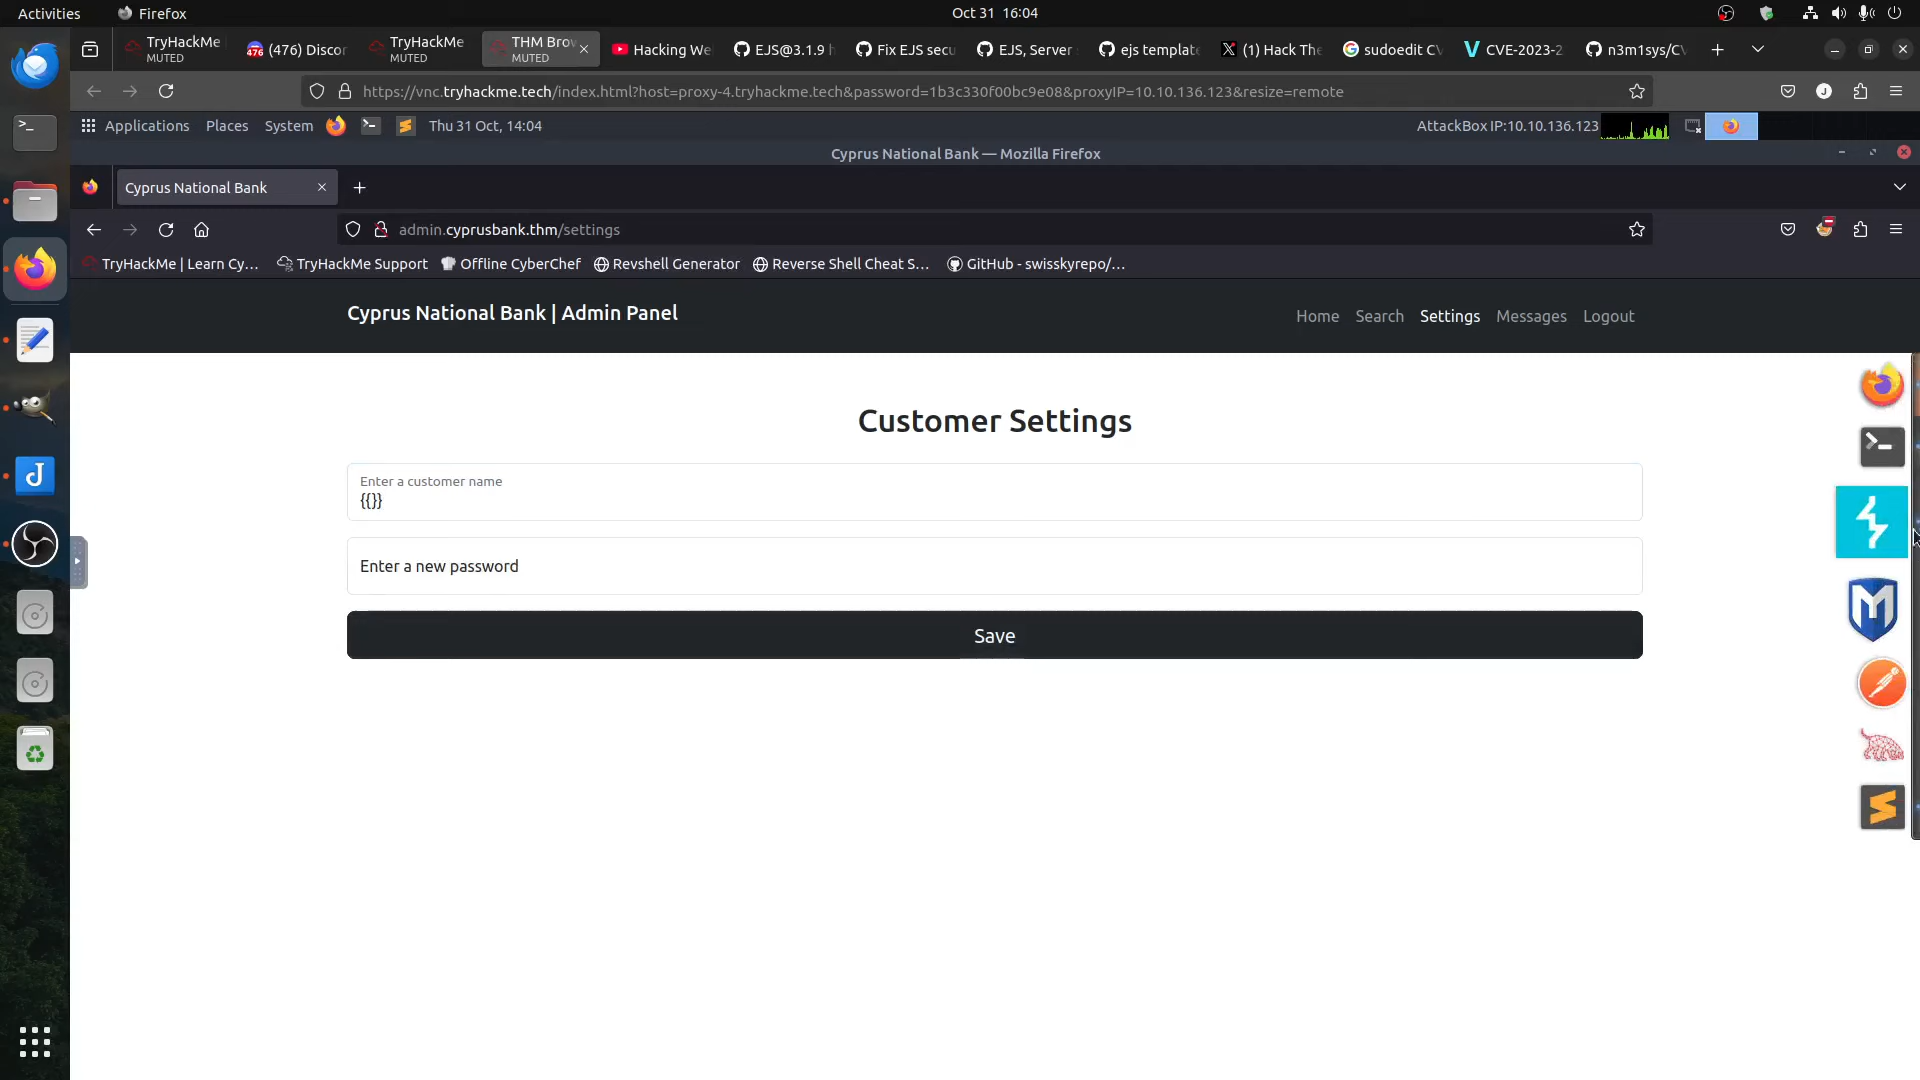 Activities Firefox Oct 31 16:04
TryHackMe MUTED
(476) Discor
TryHackMe MUTED
THM Brow MUTED
Hacking We
EJS@3.1.9 h
Fix EJS secu
EJS, Server
ejs templat
(1) Hack The
sudoedit CV
CVE-2023-2
n3m1sys/CV
https://vnc.tryhackme.tech/index.html?host=proxy-4.tryhackme.tech&password=1b3c330f00bc9e08&proxyIP=10.10.136.123&resize=remote
Applications Places System Thu 31 Oct, 14:04 AttackBox IP:10.10.136.123
Cyprus National Bank — Mozilla Firefox
Cyprus National Bank
admin.cyprusbank.thm/settings
TryHackMe | Learn Cy... TryHackMe Support Offline CyberChef Revshell Generator Reverse Shell Cheat S... GitHub - swisskyrepo/...
Cyprus National Bank | Admin Panel Home Search Settings Messages Logout
Customer Settings
Enter a customer name
{{}}
Enter a new password
Save